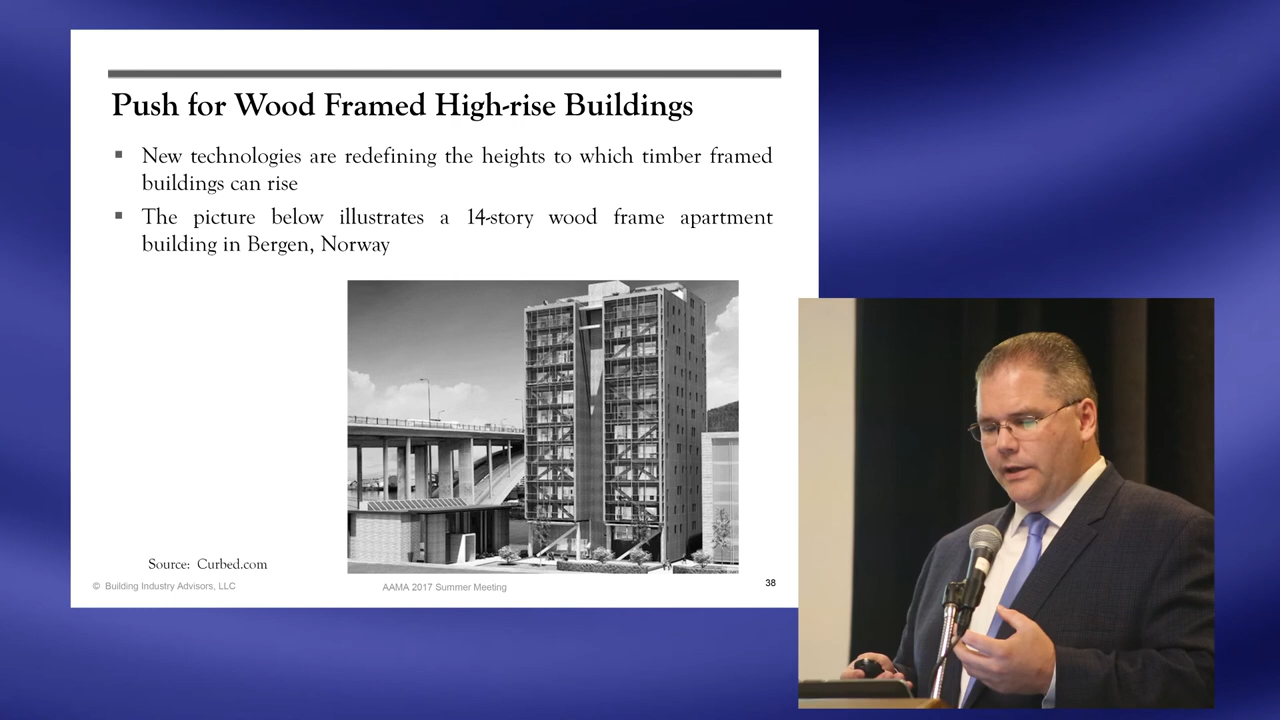 Push for Wood Framed High-rise Buildings
▪ New technologies are redefining the heights to which timber framed
buildings can rise
▪ The picture below illustrates a 14-story wood frame apartment
building in Bergen, Norway
Source: Curbed.com
© Building Industry Advisors, LLC
AAMA 2017 Summer Meeting
38